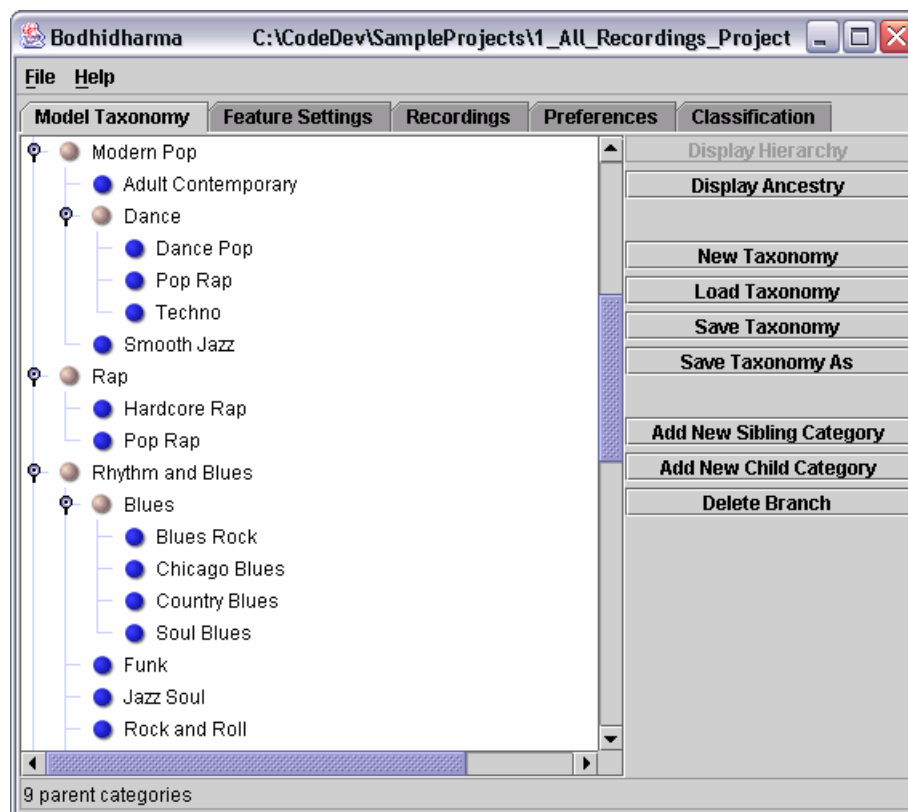 Bodhidharma C:\CodeDev\SampleProjects\1_All_Recordings_Project
File Help
Model Taxonomy Feature Settings Recordings Preferences Classification
Modern Pop
Adult Contemporary
Dance
Dance Pop
Pop Rap
Techno
Smooth Jazz
Rap
Hardcore Rap
Pop Rap
Rhythm and Blues
Blues
Blues Rock
Chicago Blues
Country Blues
Soul Blues
Funk
Jazz Soul
Rock and Roll
Display Hierarchy
Display Ancestry
New Taxonomy
Load Taxonomy
Save Taxonomy
Save Taxonomy As
Add New Sibling Category
Add New Child Category
Delete Branch
9 parent categories